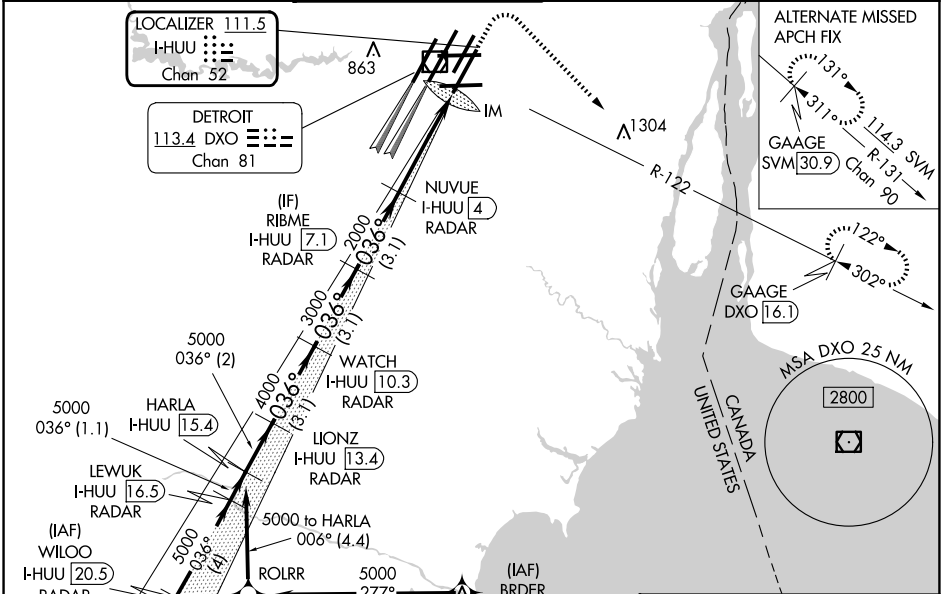 LOCALIZER 111.5
I-HUU
Chan 52
DETROIT
113.4 DXO
Chan 81
863
IM
1304
R-122
ALTERNATE MISSED
APCH FIX
131°
311°
114.3 SVM
R-131
Chan 90
GAAGE
SVM 30.9
122°
302°
GAAGE
DXO 16.1
MSA DXO 25 NM
2800
CANADA
UNITED STATES
NUVUE
I-HUU 4
RADAR
(IF)
RIBME
I-HUU 7.1
RADAR
2000
036°
(3.1)
3000
036°
(3.1)
WATCH
I-HUU 10.3
RADAR
4000
036°
(3.1)
LIONZ
I-HUU 13.4
RADAR
5000
036° (2)
HARLA
I-HUU 15.4
5000
036° (1.1)
LEWUK
I-HUU 16.5
RADAR
5000
036°
(4)
5000 to HARLA
006° (4.4)
(IAF)
WILOO
I-HUU 20.5
RADAR
ROLRR
5000
277°
(IAF)
BRDER